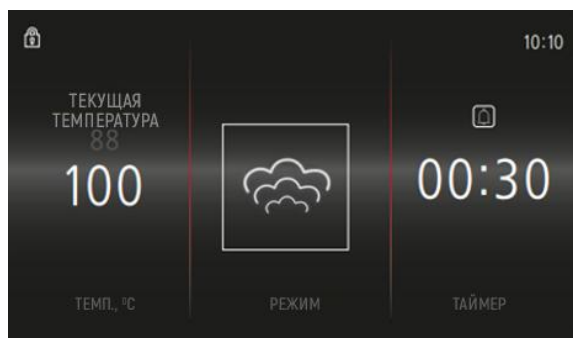 10:10
ТЕКУЩАЯ
ТЕМПЕРАТУРА
88
100
00:30
ТЕМП., °C
РЕЖИМ
ТАЙМЕР